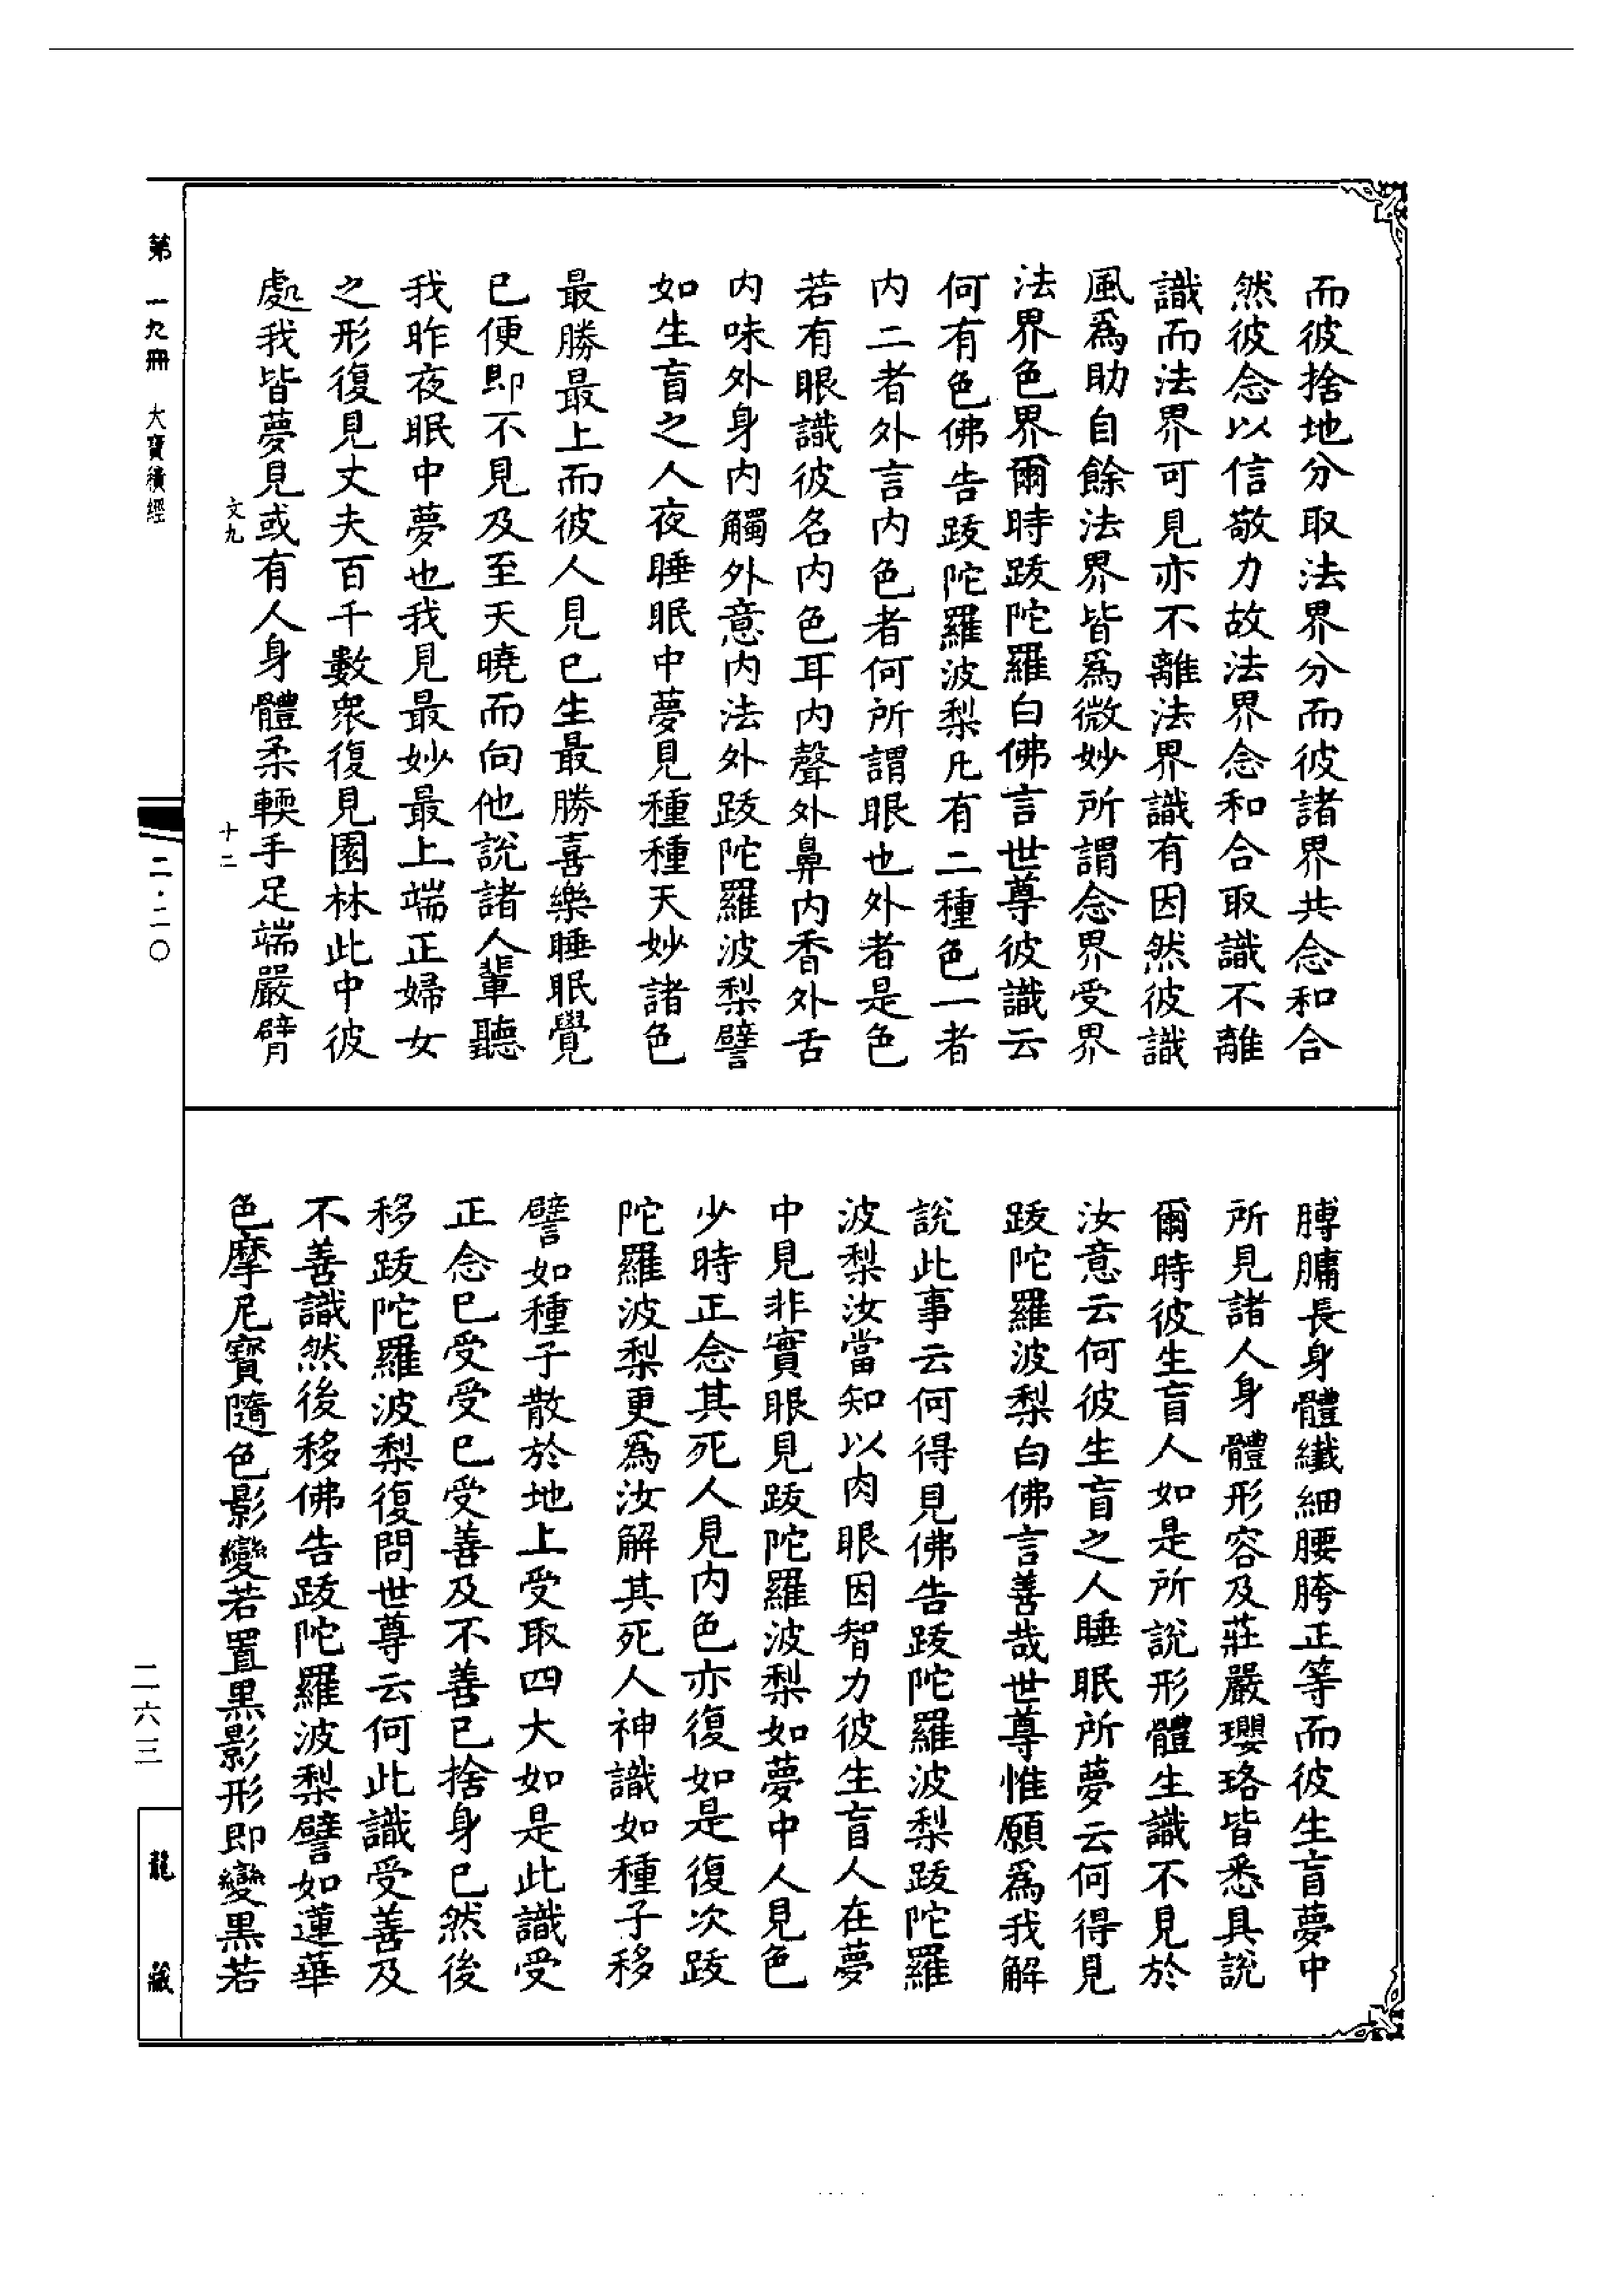 而彼捨地分取法界分而彼諸界共念和合
然彼念以信敬力故法界念和合取識不離
識而法界可見亦不離法界識有因然彼識
風爲助自餘法界皆爲微妙所謂念界受界
法界色界爾時跋陀羅白佛言世尊彼識云
何有色佛告跋陀羅波梨凡有二種色一者
内二者外言内色者何所謂眼也外者是色
若有眼識彼名内色耳内聲外鼻内香外舌
内味外身内觸外意内法外跋陀羅波梨譬
如生盲之人夜睡眠中夢見種種天妙諸色
最勝最上而彼人見已生最勝喜樂睡眠覺
已便即不見及至天曉而向他說諸人輩聽
我昨夜眠中夢也我見最妙最上端正婦女
之形復見丈夫百千數衆復見園林此中彼
處我皆夢見或有人身體柔輭手足端嚴臂
文九
十二
膊膞長身體纖細腰胯正等而彼生盲夢中
所見諸人身體形容及莊嚴瓔珞皆悉具說
爾時彼生盲人如是所說形體生識不見於
汝意云何彼生盲之人睡眠所夢云何得見
跋陀羅波梨白佛言善哉世尊惟願爲我解
說此事云何得見佛告跋陀羅波梨跋陀羅
波梨汝當知以肉眼因智力彼生盲人在夢
中見非實眼見跋陀羅波梨如夢中人見色
少時正念其死人見内色亦復如是復次跋
陀羅波梨更爲汝解其死人神識如種子移
譬如種子散於地上受取四大如是此識受
正念已受受已受善及不善已捨身已然後
移跋陀羅波梨復問世尊云何此識受善及
不善識然後移佛告跋陀羅波梨譬如蓮華
色摩尼寶隨色影變若置黑影形即變黑若
第一九冊 大寶積經
二·二〇
二六三
龍藏